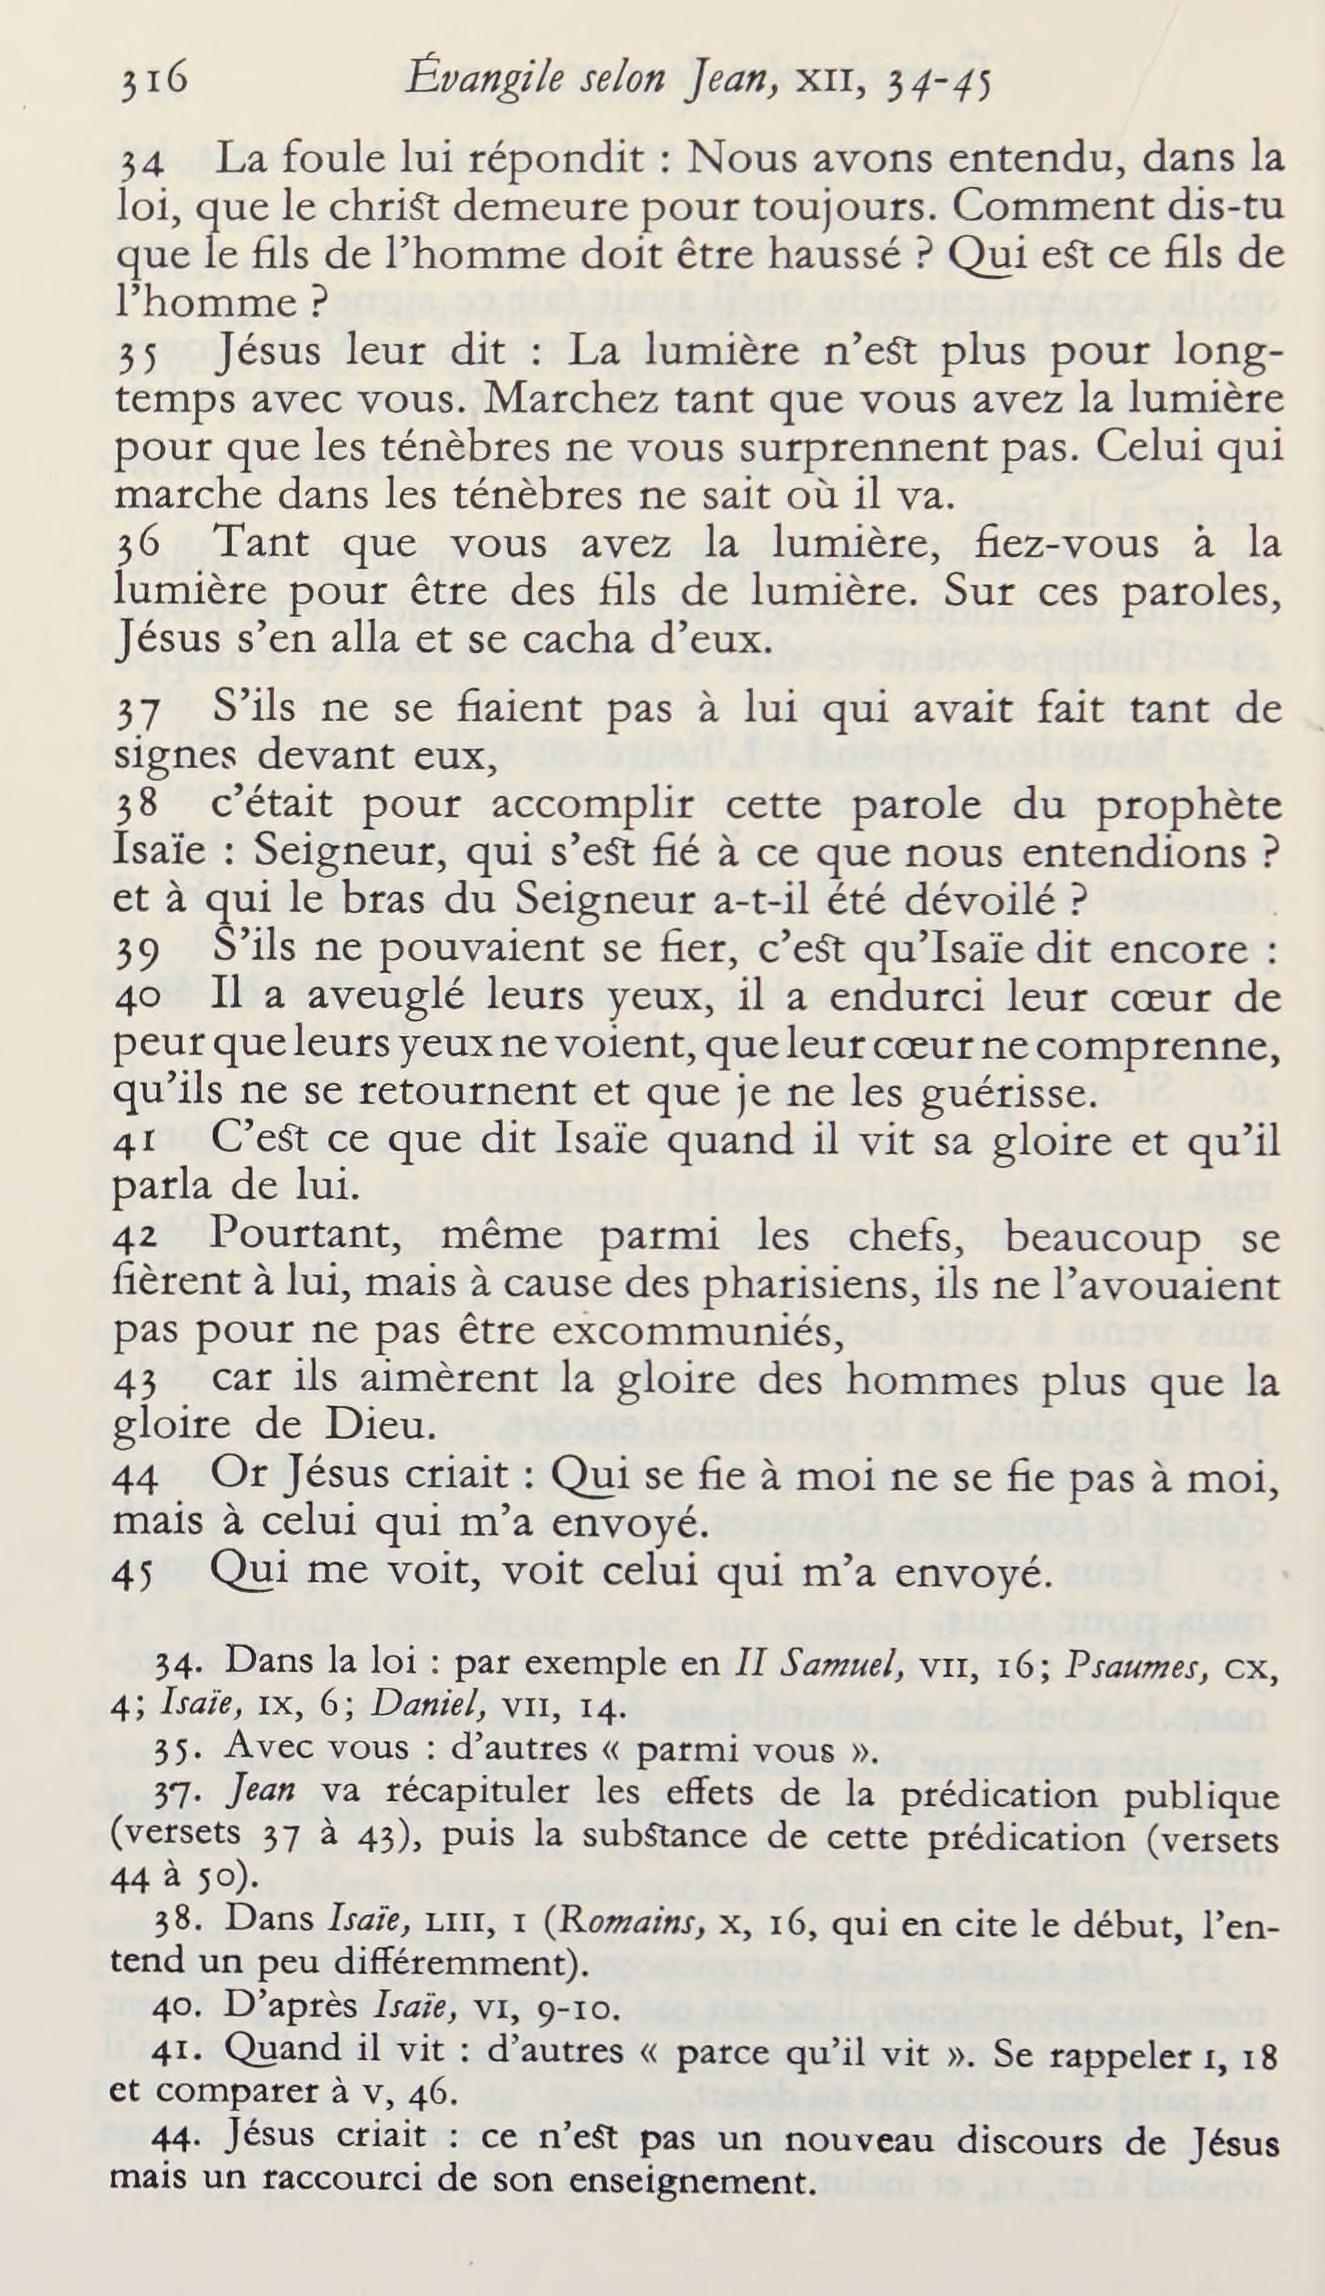 316 Évangile selon Jean, XII, 34-45
34 La foule lui répondit : Nous avons entendu, dans la
loi, que le christ demeure pour toujours. Comment dis-tu
que le fils de l'homme doit être haussé ? Qui est ce fils de
l'homme ?
35 Jésus leur dit : La lumière n'est plus pour long-
temps avec vous. Marchez tant que vous avez la lumière
pour que les ténèbres ne vous surprennent pas. Celui qui
marche dans les ténèbres ne sait où il va.
36 Tant que vous avez la lumière, fiez-vous à la
lumière pour être des fils de lumière. Sur ces paroles,
Jésus s'en alla et se cacha d'eux.
37 S'ils ne se fiaient pas à lui qui avait fait tant de
signes devant eux,
38 c'était pour accomplir cette parole du prophète
Isaïe : Seigneur, qui s'est fié à ce que nous entendions ?
et à qui le bras du Seigneur a-t-il été dévoilé ?
39 S'ils ne pouvaient se fier, c'est qu'Isaïe dit encore :
40 Il a aveuglé leurs yeux, il a endurci leur cœur de
peur que leurs yeux ne voient, que leur cœur ne comprenne,
qu'ils ne se retournent et que je ne les guérisse.
41 C'est ce que dit Isaïe quand il vit sa gloire et qu'il
parla de lui.
42 Pourtant, même parmi les chefs, beaucoup se
fièrent à lui, mais à cause des pharisiens, ils ne l'avouaient
pas pour ne pas être excommuniés,
43 car ils aimèrent la gloire des hommes plus que la
gloire de Dieu.
44 Or Jésus criait : Qui se fie à moi ne se fie pas à moi,
mais à celui qui m'a envoyé.
45 Qui me voit, voit celui qui m'a envoyé.
34. Dans la loi : par exemple en II Samuel, VII, 16; Psaumes, CX,
4; Isaïe, IX, 6; Daniel, VII, 14.
35. Avec vous : d'autres « parmi vous ».
37. Jean va récapituler les effets de la prédication publique
(versets 37 à 43), puis la substance de cette prédication (versets
44 à 50).
38. Dans Isaïe, LIII, 1 (Romains, X, 16, qui en cite le début, l'en-
tend un peu différemment).
40. D'après Isaïe, VI, 9-10.
41. Quand il vit : d'autres « parce qu'il vit ». Se rappeler I, 18
et comparer à V, 46.
44. Jésus criait : ce n'est pas un nouveau discours de Jésus
mais un raccourci de son enseignement.